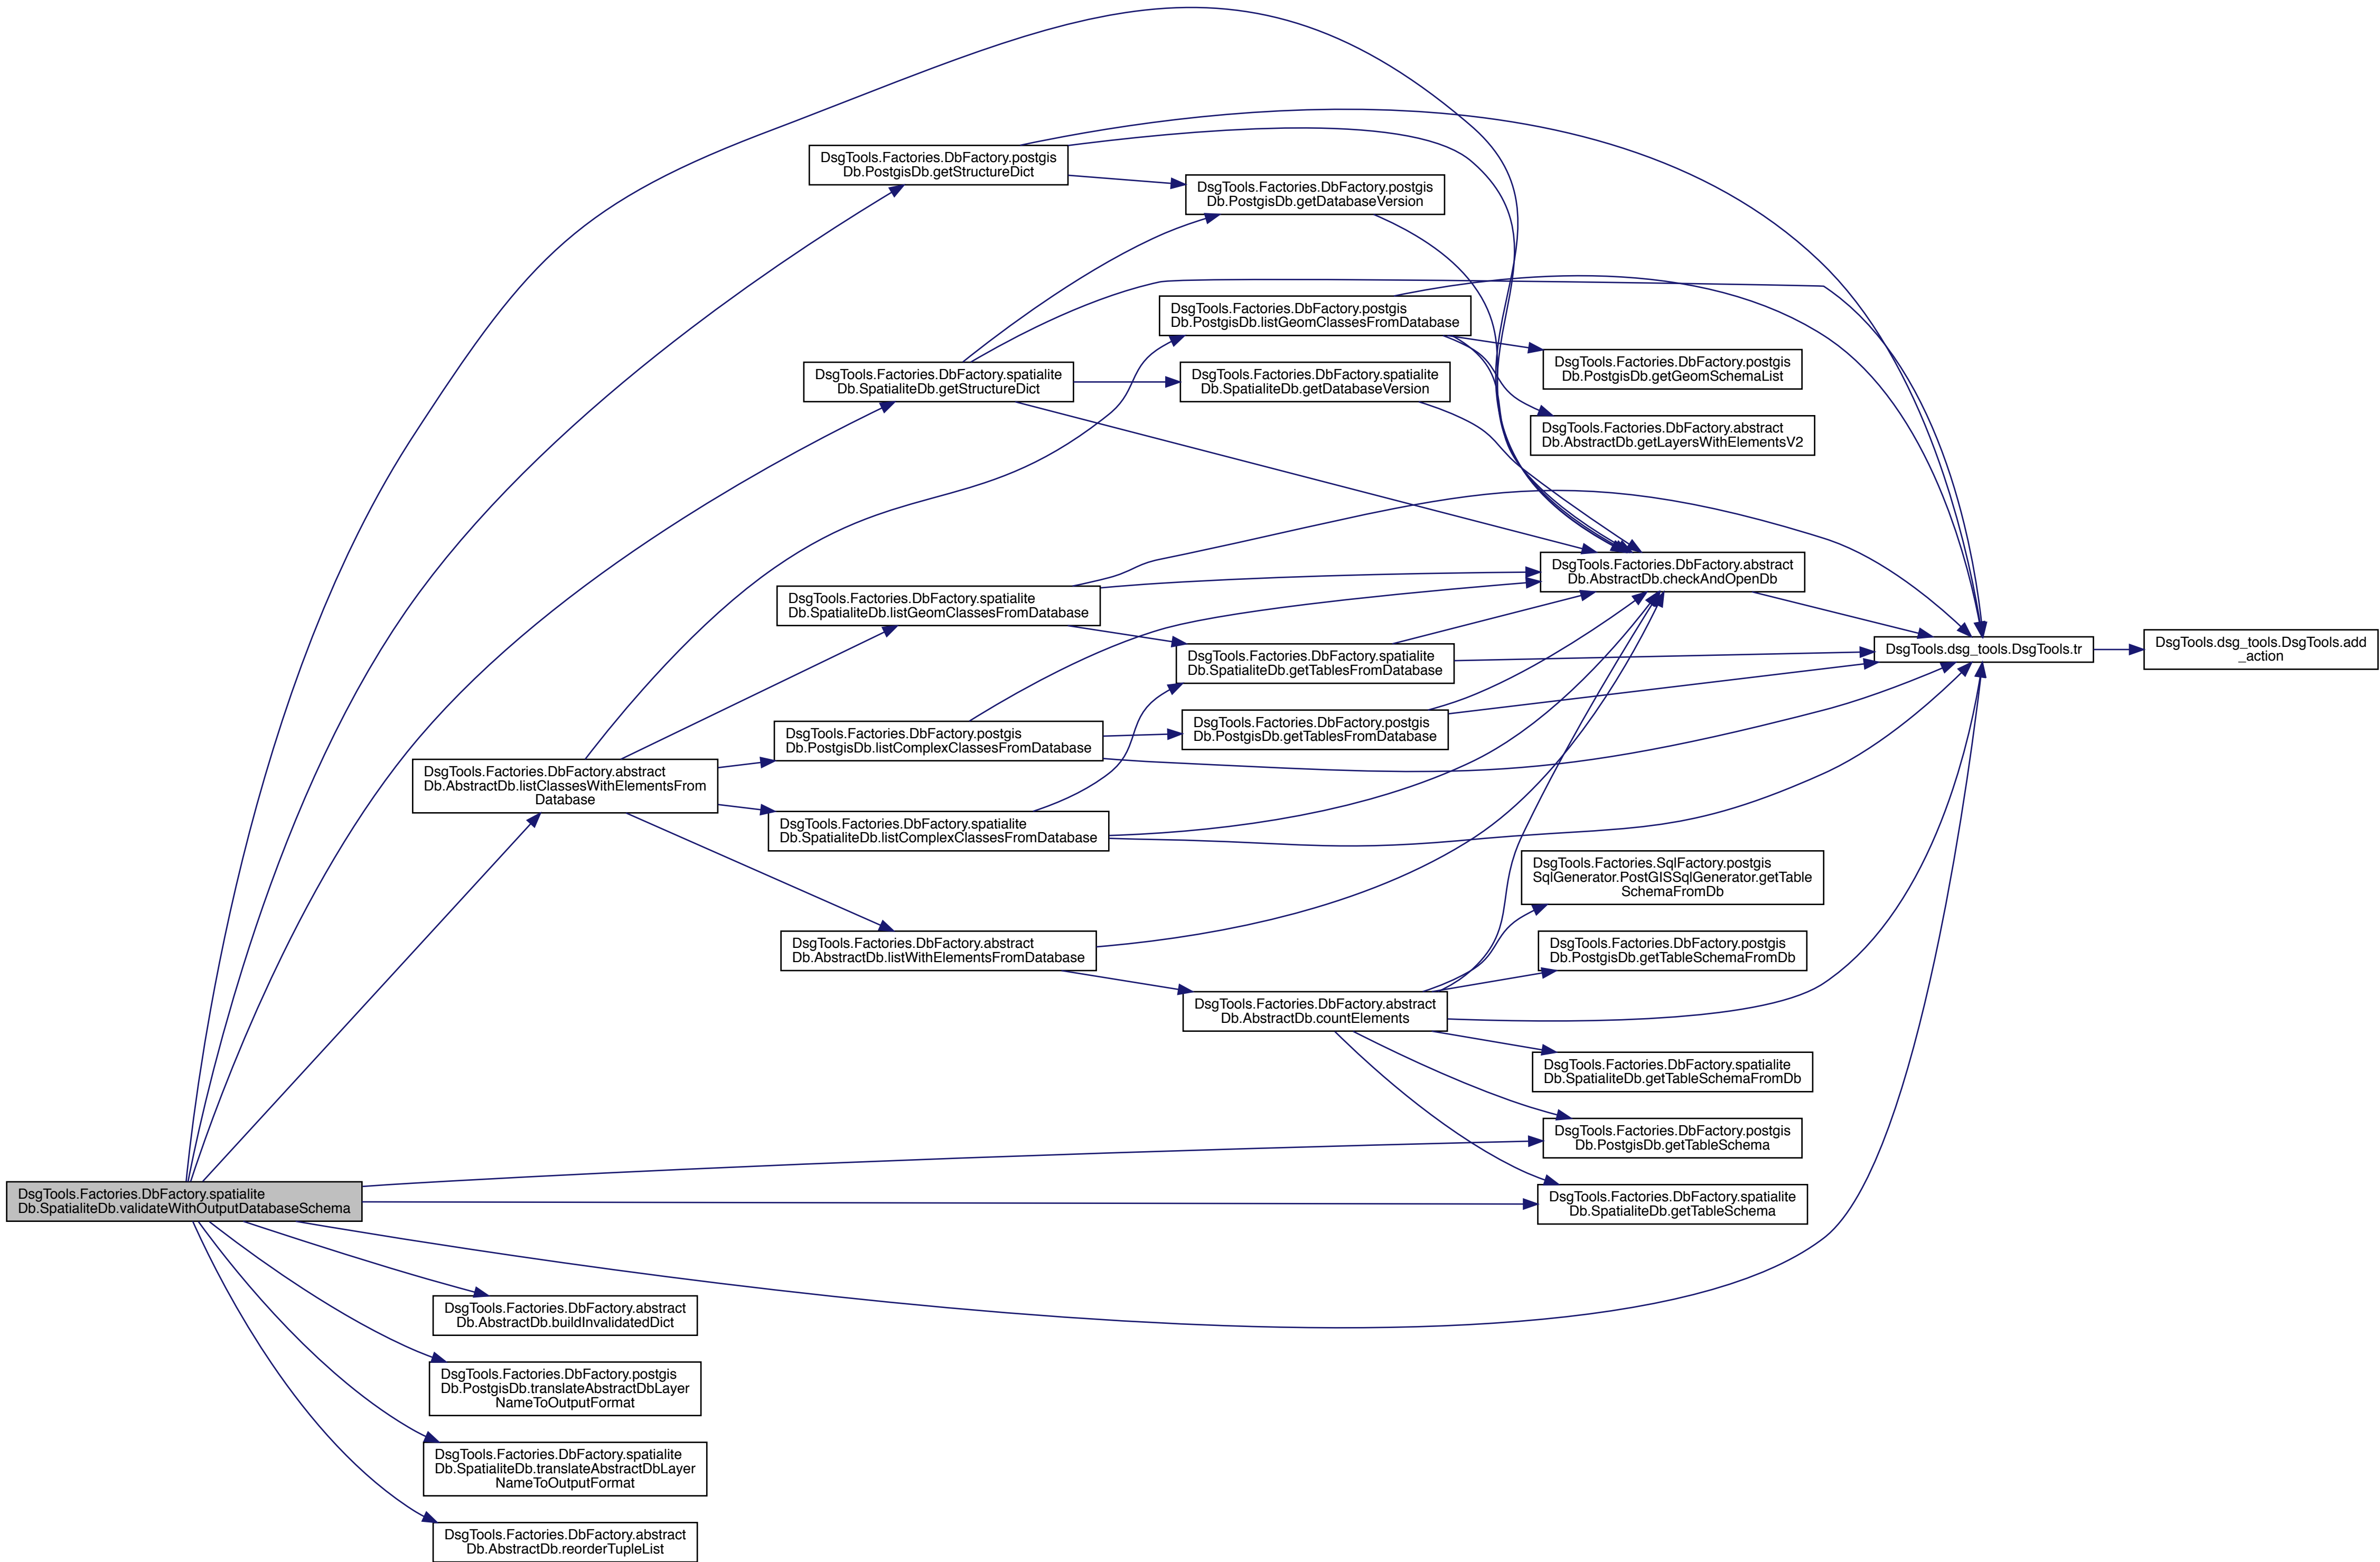 DsgTools.Factories.DbFactory.postgis
Db.PostgisDb.getStructureDict
DsgTools.Factories.DbFactory.postgis
Db.PostgisDb.getDatabaseVersion
DsgTools.Factories.DbFactory.postgis
Db.PostgisDb.listGeomClassesFromDatabase
DsgTools.Factories.DbFactory.postgis
Db.PostgisDb.getGeomSchemaList
DsgTools.Factories.DbFactory.spatialite
Db.SpatialiteDb.getStructureDict
DsgTools.Factories.DbFactory.spatialite
Db.SpatialiteDb.getDatabaseVersion
DsgTools.Factories.DbFactory.abstract
Db.AbstractDb.getLayersWithElementsV2
DsgTools.Factories.DbFactory.abstract
Db.AbstractDb.checkAndOpenDb
DsgTools.Factories.DbFactory.spatialite
Db.SpatialiteDb.listGeomClassesFromDatabase
DsgTools.Factories.DbFactory.spatialite
Db.SpatialiteDb.getTablesFromDatabase
DsgTools.dsg_tools.DsgTools.tr
DsgTools.dsg_tools.DsgTools.add
_action
DsgTools.Factories.DbFactory.postgis
Db.PostgisDb.listComplexClassesFromDatabase
DsgTools.Factories.DbFactory.postgis
Db.PostgisDb.getTablesFromDatabase
DsgTools.Factories.DbFactory.abstract
Db.AbstractDb.listClassesWithElementsFrom
Database
DsgTools.Factories.DbFactory.spatialite
Db.SpatialiteDb.listComplexClassesFromDatabase
DsgTools.Factories.SqlFactory.postgis
SqlGenerator.PostGISSqlGenerator.getTable
SchemaFromDb
DsgTools.Factories.DbFactory.abstract
Db.AbstractDb.listWithElementsFromDatabase
DsgTools.Factories.DbFactory.postgis
Db.PostgisDb.getTableSchemaFromDb
DsgTools.Factories.DbFactory.abstract
Db.AbstractDb.countElements
DsgTools.Factories.DbFactory.spatialite
Db.SpatialiteDb.getTableSchemaFromDb
DsgTools.Factories.DbFactory.postgis
Db.PostgisDb.getTableSchema
DsgTools.Factories.DbFactory.spatialite
Db.SpatialiteDb.validateWithOutputDatabaseSchema
DsgTools.Factories.DbFactory.spatialite
Db.SpatialiteDb.getTableSchema
DsgTools.Factories.DbFactory.abstract
Db.AbstractDb.buildInvalidatedDict
DsgTools.Factories.DbFactory.postgis
Db.PostgisDb.translateAbstractDbLayer
NameToOutputFormat
DsgTools.Factories.DbFactory.spatialite
Db.SpatialiteDb.translateAbstractDbLayer
NameToOutputFormat
DsgTools.Factories.DbFactory.abstract
Db.AbstractDb.reorderTupleList